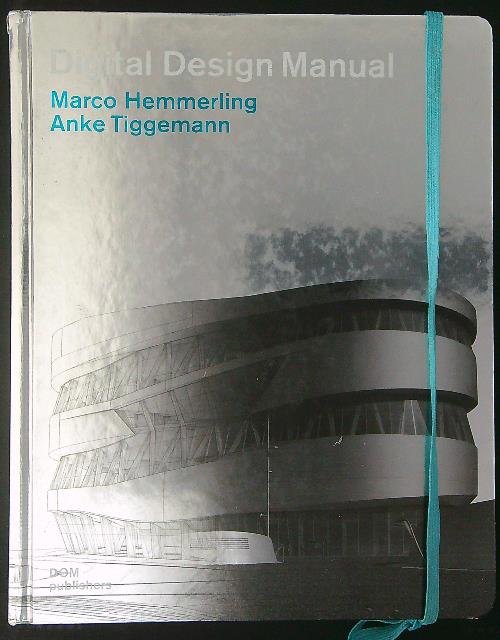 Digital Design Manual
Marco Hemmerling
Anke Tiggemann
DOM
publishers